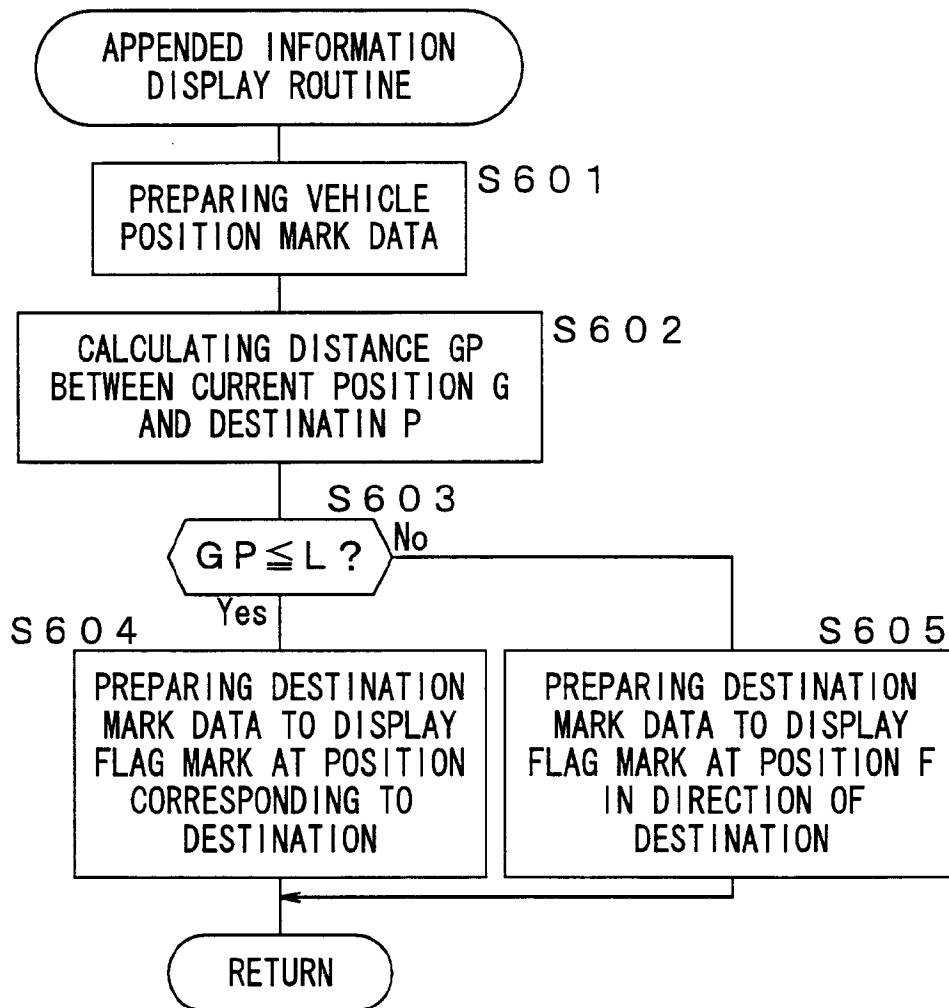 APPENDED INFORMATION
DISPLAY ROUTINE
S601
PREPARING VEHICLE
POSITION MARK DATA
S602
CALCULATING DISTANCE GP
BETWEEN CURRENT POSITION G
AND DESTINATIN P
S603
GP≦L?
No
Yes
S604
PREPARING DESTINATION
MARK DATA TO DISPLAY
FLAG MARK AT POSITION
CORRESPONDING TO
DESTINATION
S605
PREPARING DESTINATION
MARK DATA TO DISPLAY
FLAG MARK AT POSITION F
IN DIRECTION OF
DESTINATION
RETURN